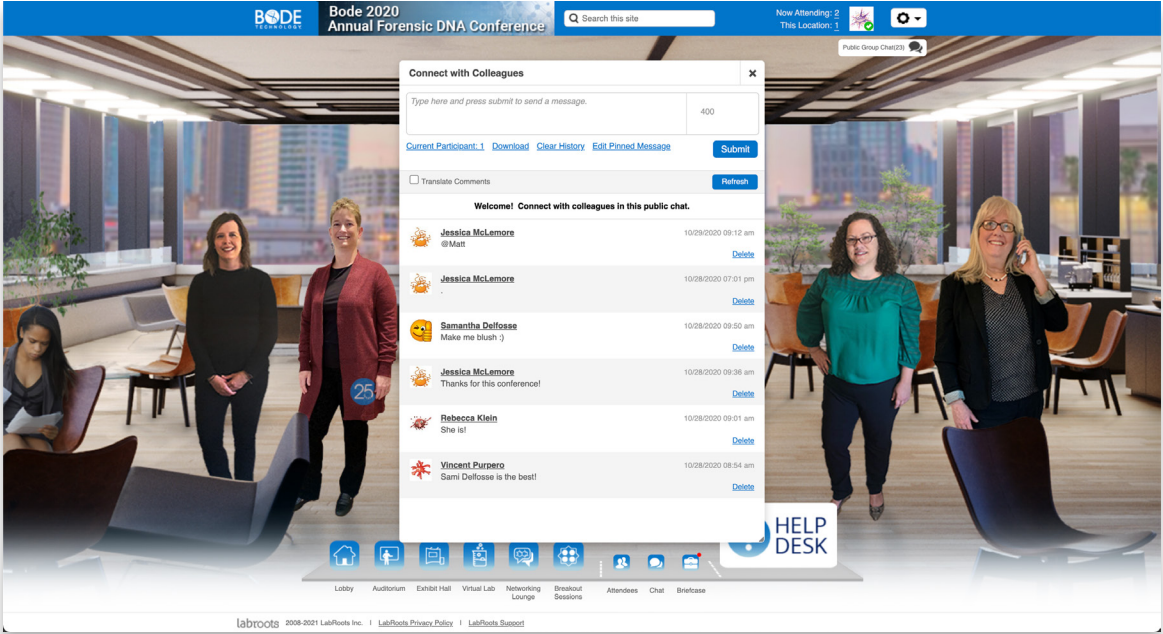 BODE
TECHNOLOGY
Bode 2020
Annual Forensic DNA Conference
Search this site
Now Attending: 2
This Location: 1
Public Group Chat(23)
Connect with Colleagues
Type here and press submit to send a message.
400
Current Participant: 1 Download Clear History Edit Pinned Message
Submit
Translate Comments
Refresh
Welcome! Connect with colleagues in this public chat.
Jessica McLemore 10/29/2020 09:12 am
@Matt
Delete
Jessica McLemore 10/28/2020 07:01 pm
.
Delete
Samantha Delfosse 10/28/2020 09:50 am
Make me blush :)
Delete
Jessica McLemore 10/28/2020 09:36 am
Thanks for this conference!
Delete
Rebecca Klein 10/28/2020 09:01 am
She is!
Delete
Vincent Purpero 10/28/2020 08:54 am
Sami Delfosse is the best!
Delete
25
HELP
DESK
Lobby
Auditorium
Exhibit Hall
Virtual Lab
Networking
Lounge
Breakout
Sessions
Attendees
Chat
Briefcase
labroots 2008-2021 LabRoots Inc. | LabRoots Privacy Policy | LabRoots Support